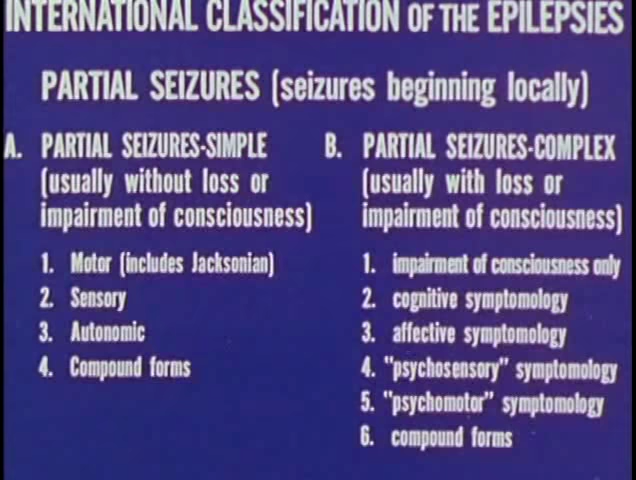 INTERNATIONAL CLASSIFICATION OF THE EPILEPSIES
PARTIAL SEIZURES (seizures beginning locally)
A. PARTIAL SEIZURES-SIMPLE
(usually without loss or
impairment of consciousness)
1. Motor (includes Jacksonian)
2. Sensory
3. Autonomic
4. Compound forms
B. PARTIAL SEIZURES-COMPLEX
(usually with loss or
impairment of consciousness)
1. impairment of consciousness only
2. cognitive symptomology
3. affective symptomology
4. "psychosensory" symptomology
5. "psychomotor" symptomology
6. compound forms